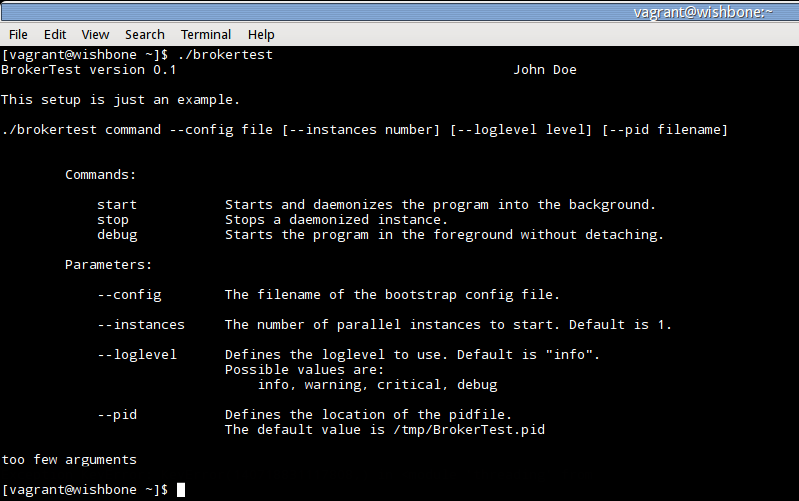 vagrant@wishbone:~
File Edit View Search Terminal Help
[vagrant@wishbone ~]$ ./brokertest
BrokerTest version 0.1 John Doe
This setup is just an example.
./brokertest command --config file [--instances number] [--loglevel level] [--pid filename]
Commands:
start Starts and daemonizes the program into the background.
stop Stops a daemonized instance.
debug Starts the program in the foreground without detaching.
Parameters:
--config The filename of the bootstrap config file.
--instances The number of parallel instances to start. Default is 1.
--loglevel Defines the loglevel to use. Default is "info".
Possible values are:
info, warning, critical, debug
--pid Defines the location of the pidfile.
The default value is /tmp/BrokerTest.pid
too few arguments
[vagrant@wishbone ~]$